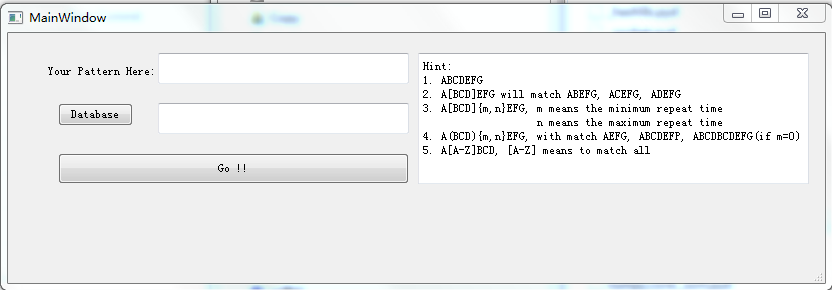 MainWindow
Your Pattern Here:
Database
Go !!
Hint:
1. ABCDEFG
2. A[BCD]EFG will match ABEFG, ACEFG, ADEFG
3. A[BCD]{m,n}EFG, m means the minimum repeat time
n means the maximum repeat time
4. A(BCD){m,n}EFG, with match AEFG, ABCDEFP, ABCDBCDEFG(if m=0)
5. A[A-Z]BCD, [A-Z] means to match all